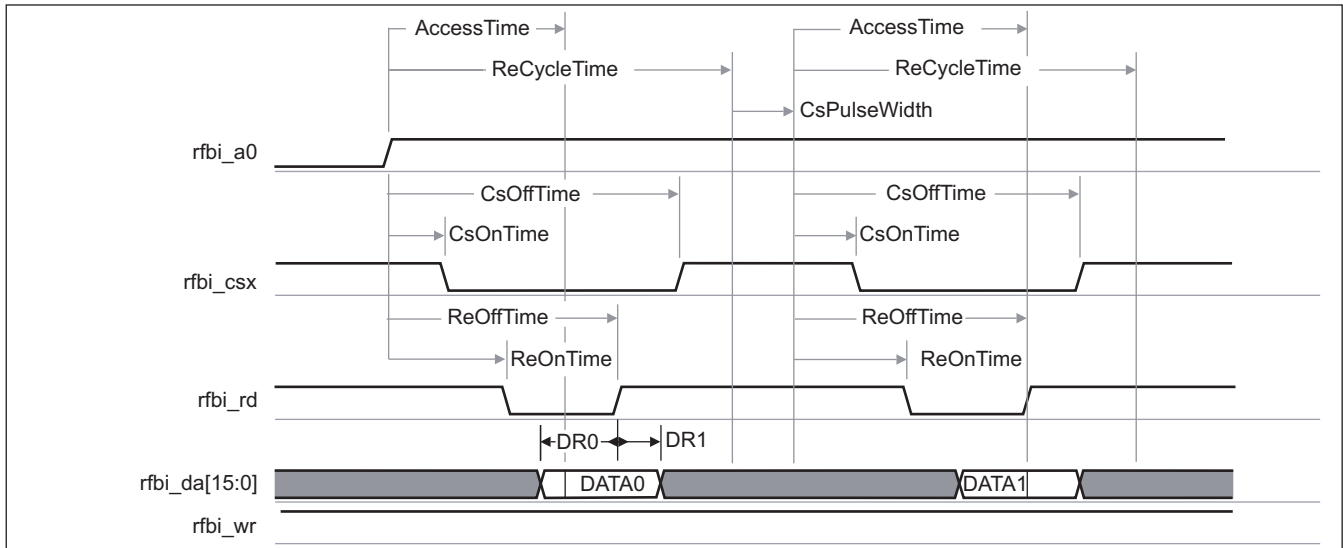 AccessTime AccessTime
ReCycleTime ReCycleTime
CsPulseWidth
rfbi_a0
CsOffTime CsOffTime
CsOnTime CsOnTime
rfbi_csx
ReOffTime ReOffTime
ReOnTime ReOnTime
rfbi_rd
DR0 DR1
rfbi_da[15:0] DATA0 DATA1
rfbi_wr